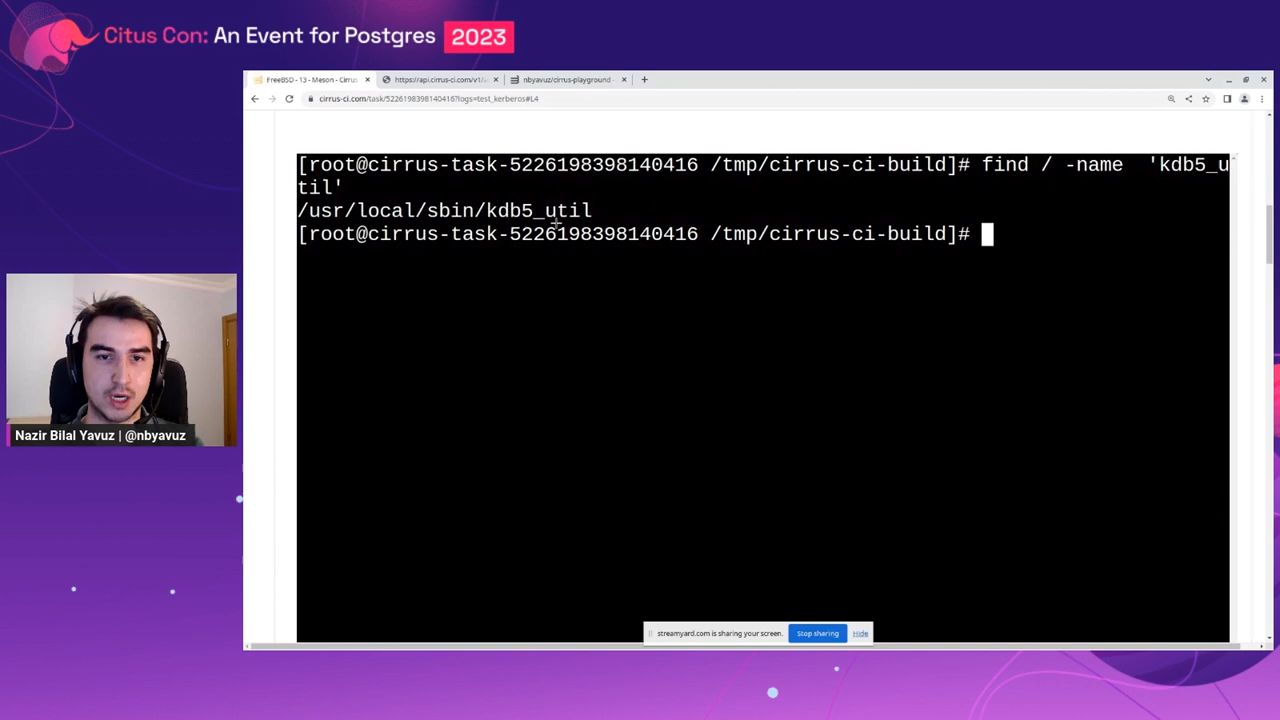 Citus Con: An Event for Postgres 2023
FreeBSD - 13 - Meson - Cirrus
https://api.cirrus-ci.com/v1/
nbyavuz/cirrus-playground -
cirrus-ci.com/task/5226198398140416?logs=test_kerberos#L4
[root@cirrus-task-5226198398140416 /tmp/cirrus-ci-build]# find / -name  'kdb5_u
til'
/usr/local/sbin/kdb5_util
[root@cirrus-task-5226198398140416 /tmp/cirrus-ci-build]#
Nazir Bilal Yavuz | @nbyavuz
streamyard.com is sharing your screen.
Stop sharing
Hide